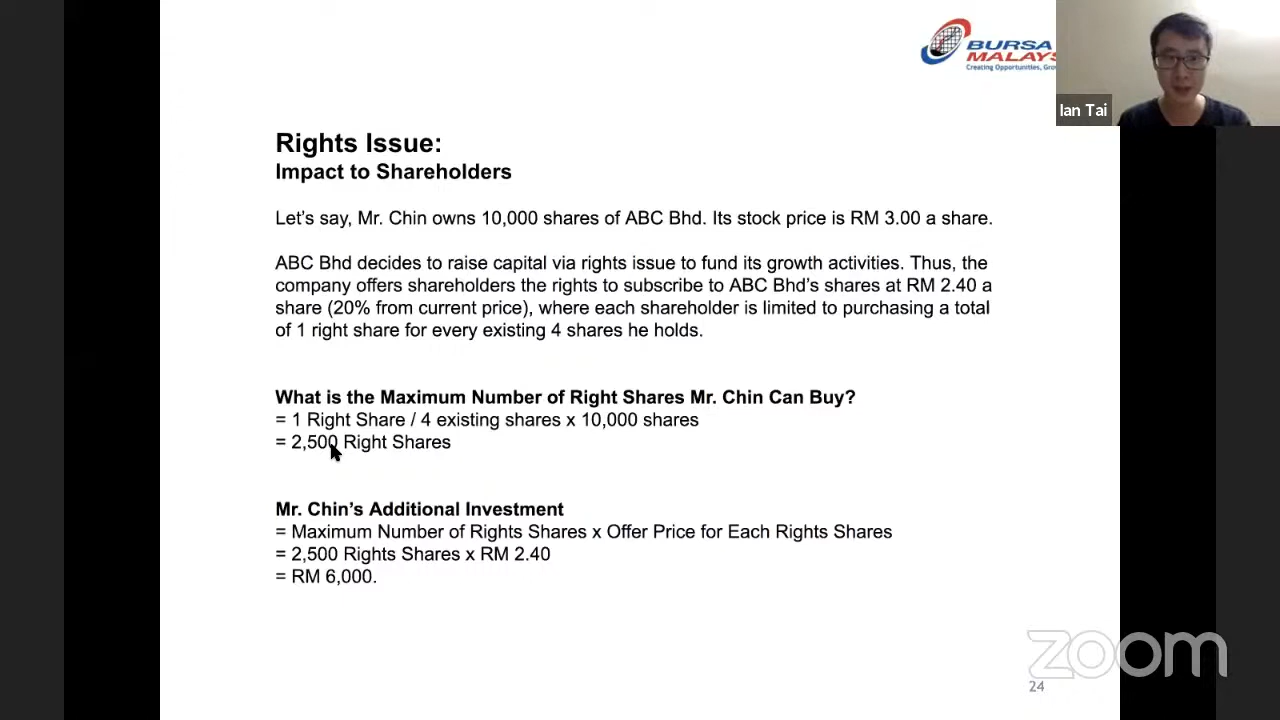 BURSA
MALAYS
Creating Opportunities, Gro
Ian Tai
Rights Issue:
Impact to Shareholders
Let's say, Mr. Chin owns 10,000 shares of ABC Bhd. Its stock price is RM 3.00 a share.
ABC Bhd decides to raise capital via rights issue to fund its growth activities. Thus, the
company offers shareholders the rights to subscribe to ABC Bhd's shares at RM 2.40 a
share (20% from current price), where each shareholder is limited to purchasing a total
of 1 right share for every existing 4 shares he holds.
What is the Maximum Number of Right Shares Mr. Chin Can Buy?
= 1 Right Share / 4 existing shares x 10,000 shares
= 2,500 Right Shares
Mr. Chin's Additional Investment
= Maximum Number of Rights Shares x Offer Price for Each Rights Shares
= 2,500 Rights Shares x RM 2.40
= RM 6,000.
zoom
24